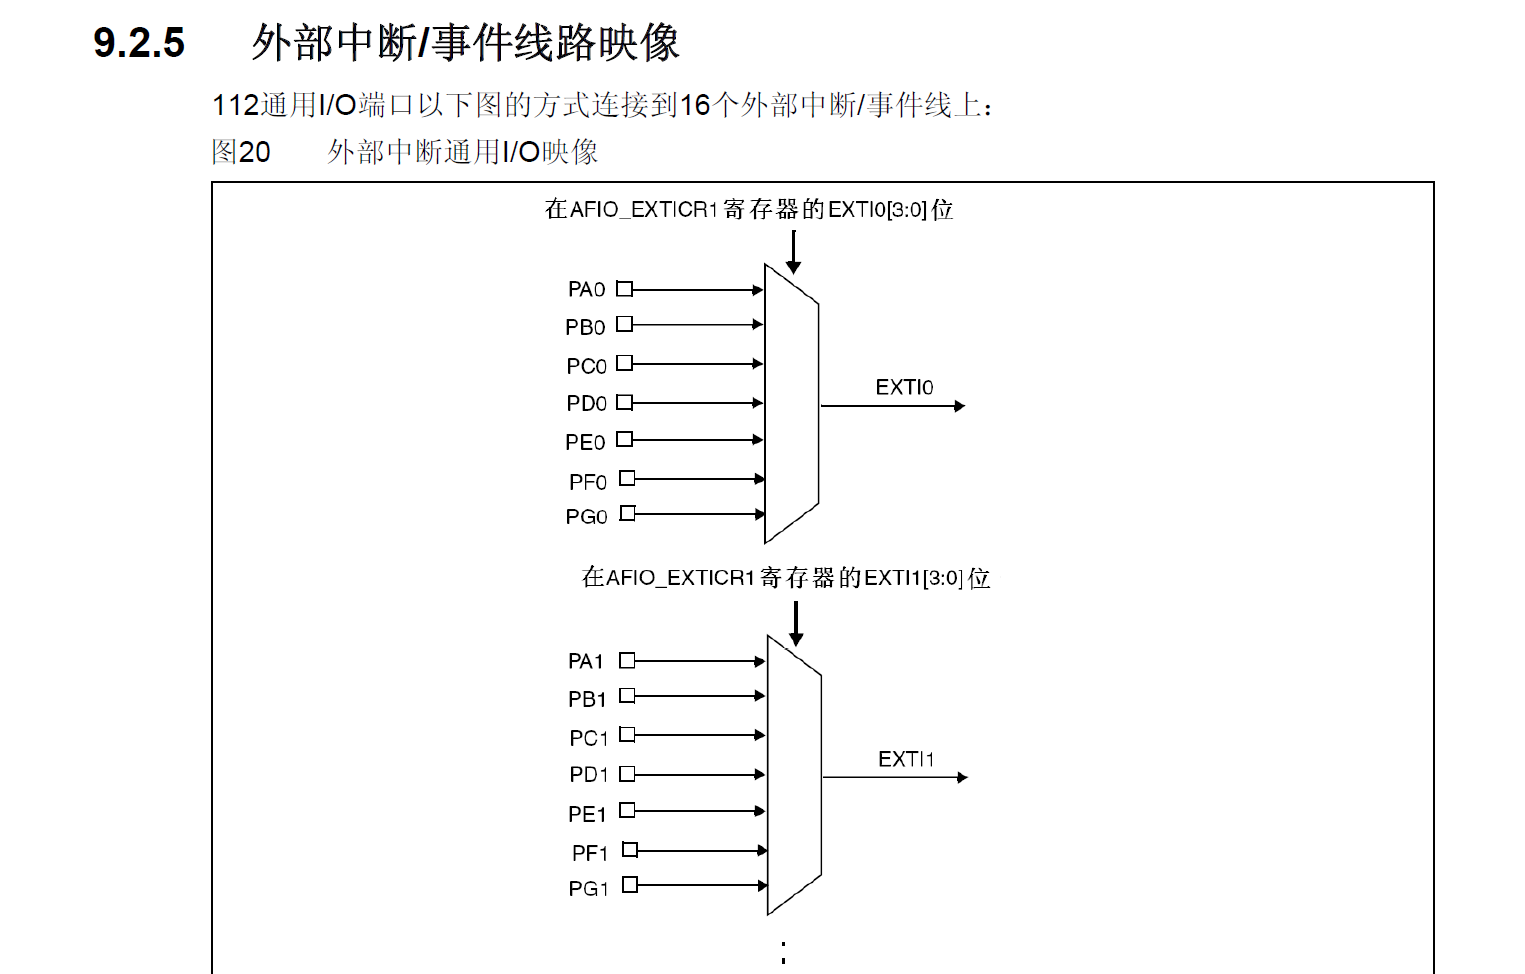 9.2.5 外部中断/事件线路映像
112通用I/O端口以下图的方式连接到16个外部中断/事件线上：
图20 外部中断通用I/O映像
在AFIO_EXTICR1寄存器的EXTI0[3:0]位
PA0
PB0
PC0
PD0
PE0
PF0
PG0
EXTI0
在AFIO_EXTICR1寄存器的EXTI1[3:0]位
PA1
PB1
PC1
PD1
PE1
PF1
PG1
EXTI1